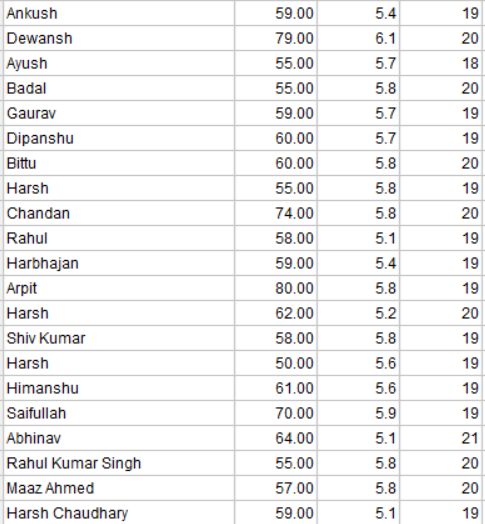 Ankush 59.00 5.4 19
Dewansh 79.00 6.1 20
Ayush 55.00 5.7 18
Badal 55.00 5.8 20
Gaurav 59.00 5.7 19
Dipanshu 60.00 5.7 19
Bittu 60.00 5.8 20
Harsh 55.00 5.8 19
Chandan 74.00 5.8 20
Rahul 58.00 5.1 19
Harbhajan 59.00 5.4 19
Arpit 80.00 5.8 19
Harsh 62.00 5.2 20
Shiv Kumar 58.00 5.8 19
Harsh 50.00 5.6 19
Himanshu 61.00 5.6 19
Saifullah 70.00 5.9 19
Abhinav 64.00 5.1 21
Rahul Kumar Singh 55.00 5.8 20
Maaz Ahmed 57.00 5.8 20
Harsh Chaudhary 59.00 5.1 19